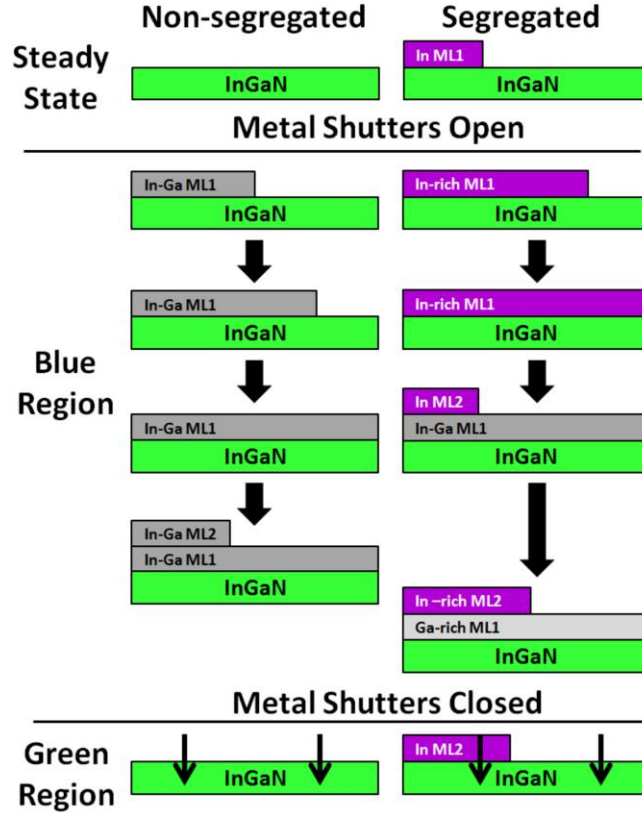 Non-segregated Segregated
Steady State
In ML1
InGaN InGaN
Metal Shutters Open
In-Ga ML1 In-rich ML1
InGaN InGaN
In-Ga ML1 In-rich ML1
InGaN InGaN
Blue Region
In ML2
In-Ga ML1 In-Ga ML1
InGaN InGaN
In-Ga ML2
In-Ga ML1
InGaN
In –rich ML2
Ga-rich ML1
InGaN
Metal Shutters Closed
Green Region
In ML2
InGaN InGaN